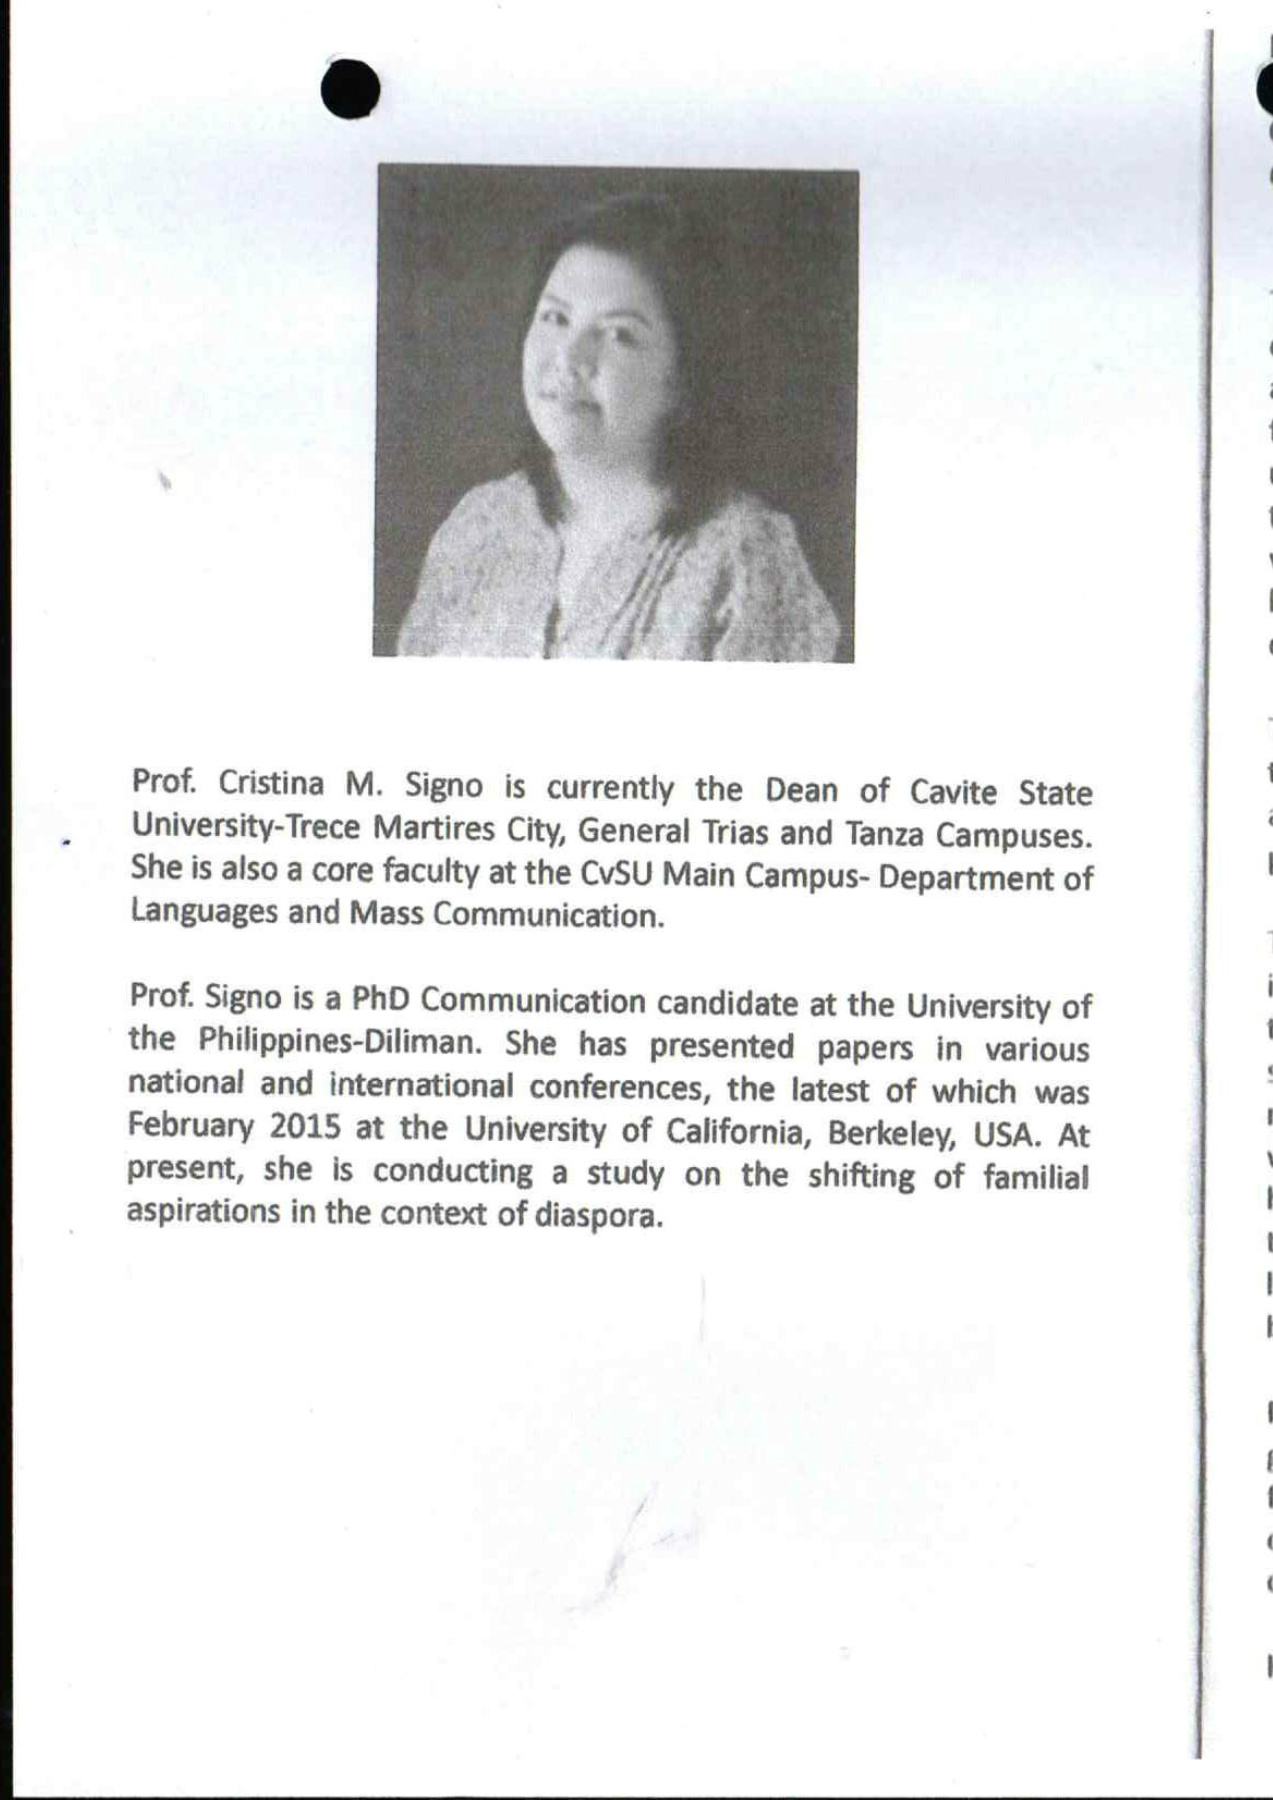 Prof. Cristina M. Signo is currently the Dean of Cavite State
University-Trece Martires City, General Trias and Tanza Campuses.
She is also a core faculty at the CvSU Main Campus- Department of
Languages and Mass Communication.
Prof. Signo is a PhD Communication candidate at the University of
the Philippines-Diliman. She has presented papers in various
national and international conferences, the latest of which was
February 2015 at the University of California, Berkeley, USA. At
present, she is conducting a study on the shifting of familial
aspirations in the context of diaspora.